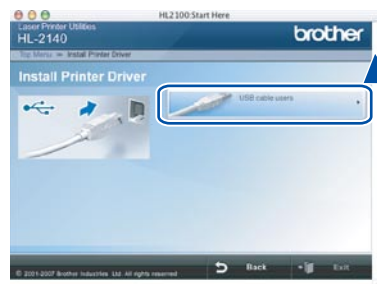 HL2100:Start Here
Laser Printer Utilities
HL-2140
brother
Top Menu >> Install Printer Driver
Install Printer Driver
USB cable users
© 2001-2007 Brother Industries Ltd. All rights reserved
Back
Exit